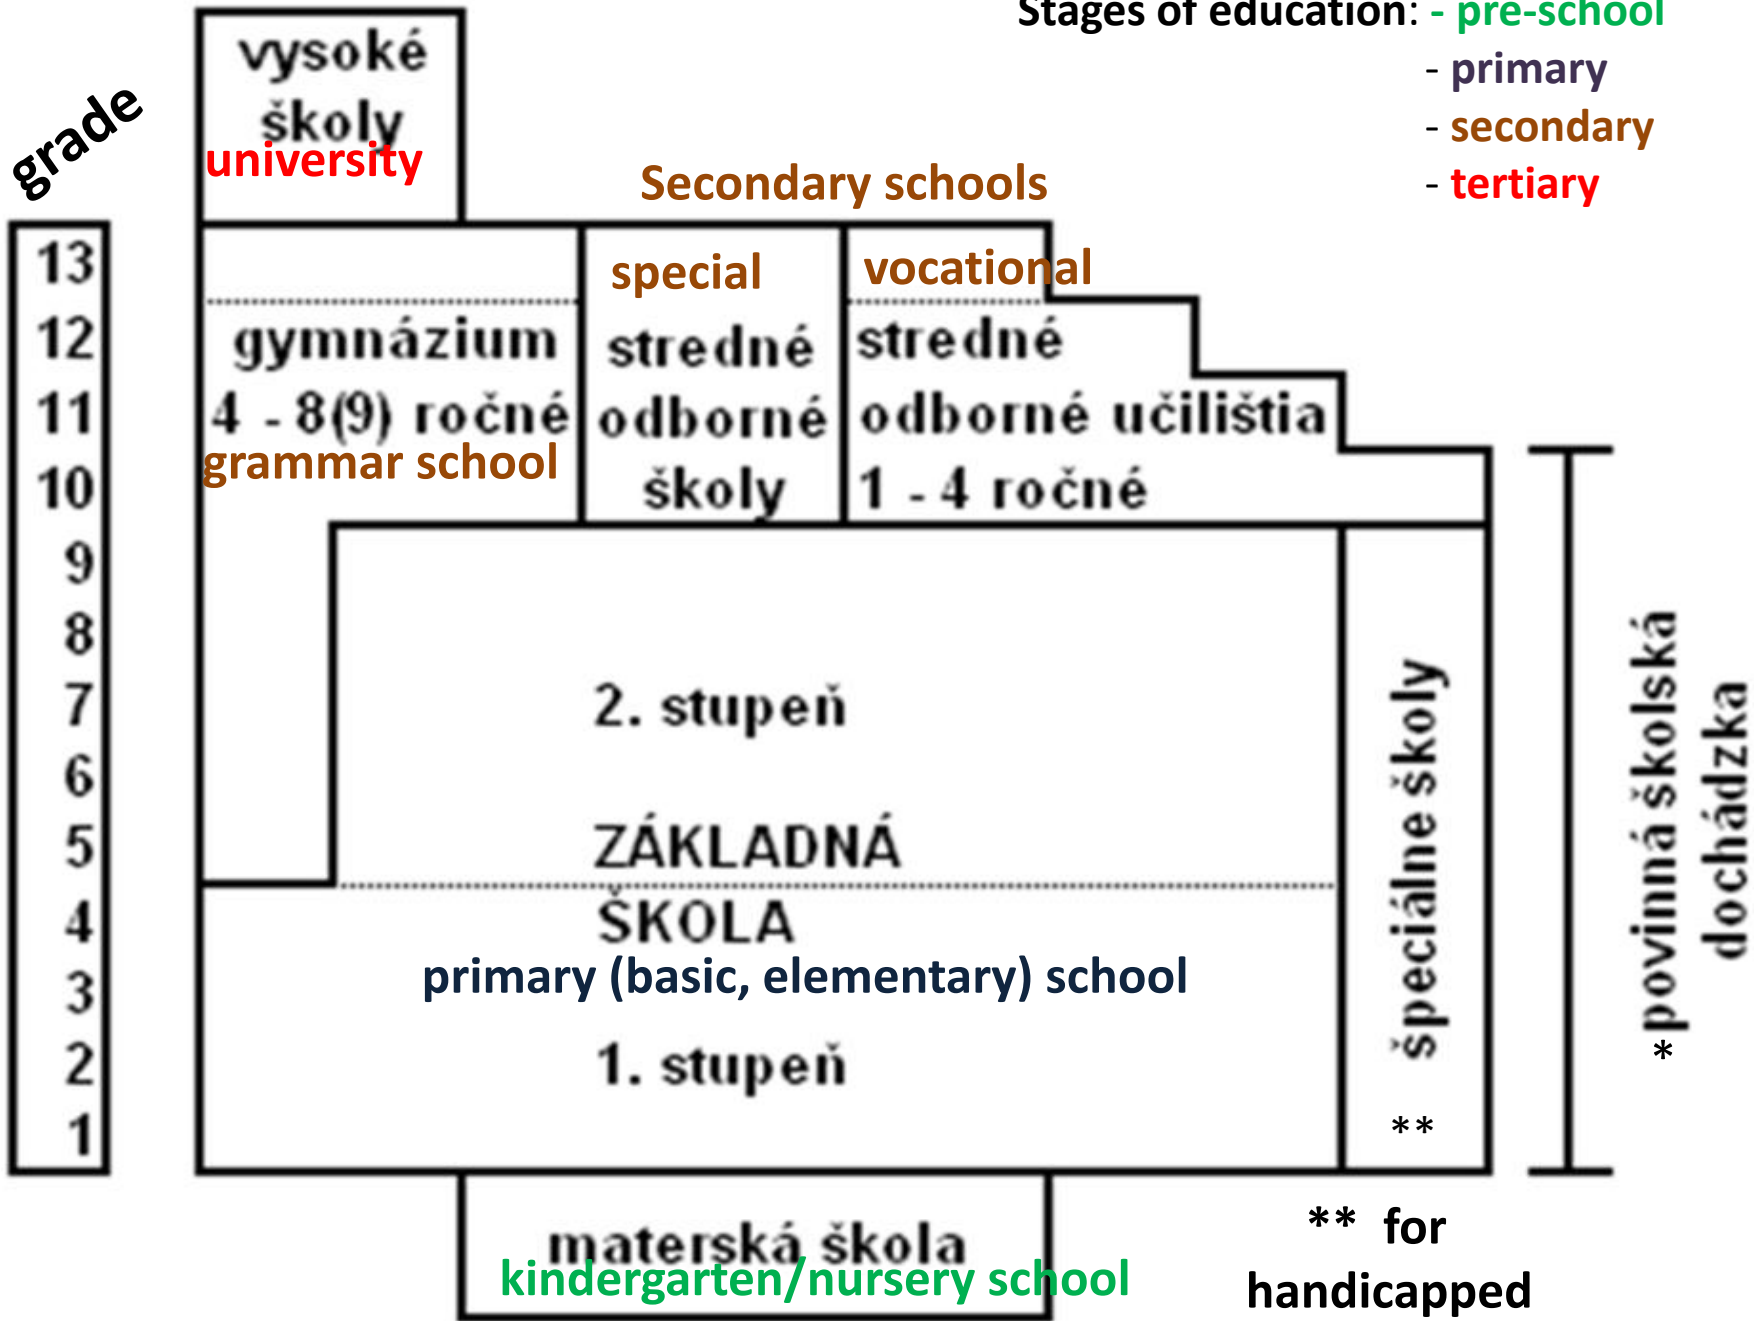 Stages of education: - pre-school
- primary
- secondary
- tertiary
grade
vysoké
školy
university
Secondary schools
13
12
11
10
9
8
7
6
5
4
3
2
1
gymnázium
4 - 8(9) ročné
grammar school
special
stredné
odborné
školy
vocational
stredné
odborné učilištia
1 - 4 ročné
2. stupeň
ZÁKLADNÁ
ŠKOLA
primary (basic, elementary) school
1. stupeň
špeciálne školy
**
*povinná školská
dochádzka
materská škola
kindergarten/nursery school
** for
handicapped